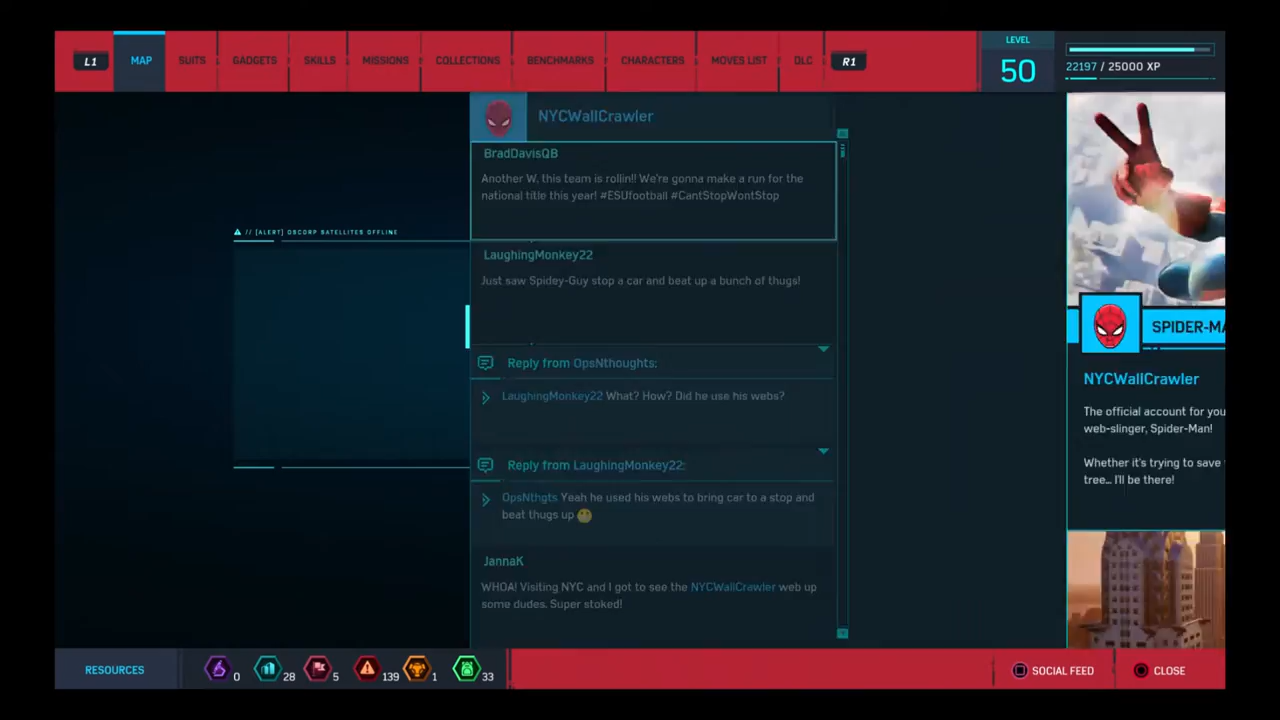 L1
MAP
SUITS
GADGETS
SKILLS
MISSIONS
COLLECTIONS
BENCHMARKS
CHARACTERS
MOVES LIST
DLC
R1
LEVEL
50
22197 / 25000 XP
NYCWallCrawler
BradDavisQB
Another W, this team is rollin!! We're gonna make a run for the
national title this year! #ESUfootball #CantStopWontStop
// [ALERT] OSCORP SATELLITES OFFLINE
LaughingMonkey22
Just saw Spidey-Guy stop a car and beat up a bunch of thugs!
Reply from OpsNthoughts:
LaughingMonkey22 What? How? Did he use his webs?
Reply from LaughingMonkey22:
OpsNthgts Yeah he used his webs to bring car to a stop and
beat thugs up
JannaK
WHOA! Visiting NYC and I got to see the NYCWallCrawler web up
some dudes. Super stoked!
SPIDER-MA
NYCWallCrawler
The official account for you
web-slinger, Spider-Man!
Whether it's trying to save
tree... I'll be there!
RESOURCES
0
28
5
139
1
33
SOCIAL FEED
CLOSE